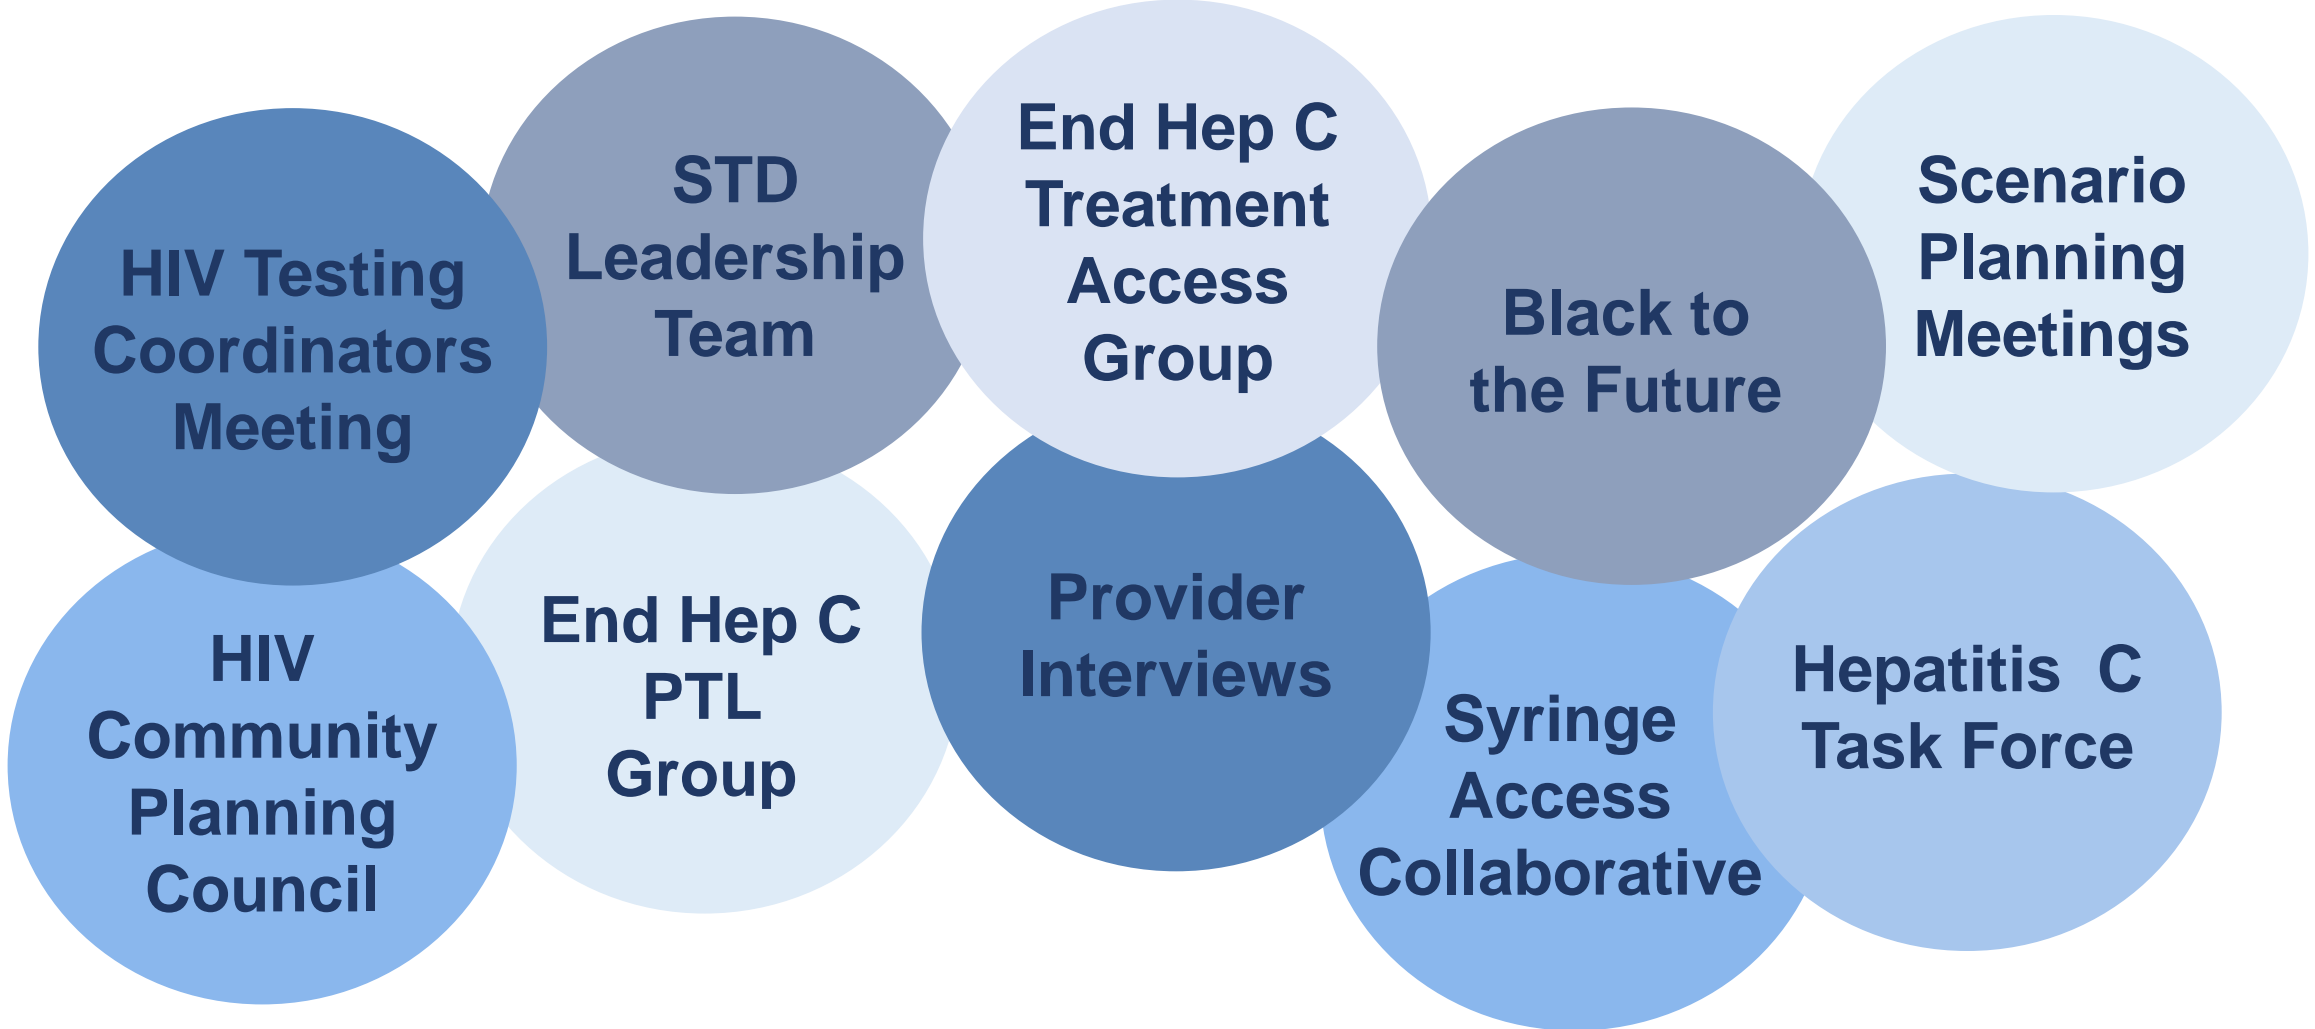 HIV Testing
Coordinators
Meeting
STD
Leadership
Team
End Hep C
Treatment
Access
Group
Black to
the Future
Scenario
Planning
Meetings
HIV
Community
Planning
Council
End Hep C
PTL
Group
Provider
Interviews
Syringe
Access
Collaborative
Hepatitis  C
Task Force